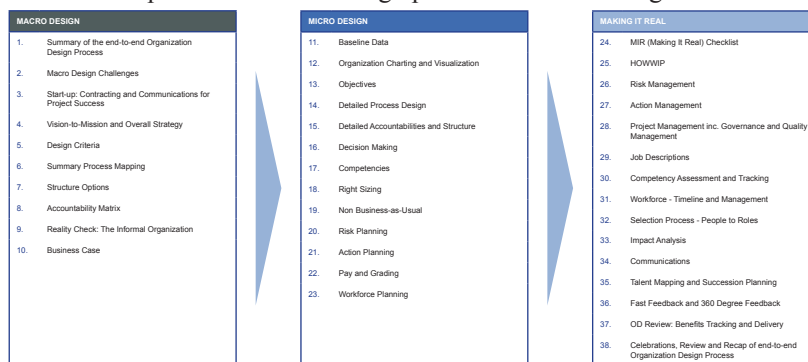 MACRO DESIGN
1. Summary of the end-to-end Organization
Design Process
2. Macro Design Challenges
3. Start-up: Contracting and Communications for
Project Success
4. Vision-to-Mission and Overall Strategy
5. Design Criteria
6. Summary Process Mapping
7. Structure Options
8. Accountability Matrix
9. Reality Check: The Informal Organization
10. Business Case
MICRO DESIGN
11. Baseline Data
12. Organization Charting and Visualization
13. Objectives
14. Detailed Process Design
15. Detailed Accountabilities and Structure
16. Decision Making
17. Competencies
18. Right Sizing
19. Non Business-as-Usual
20. Risk Planning
21. Action Planning
22. Pay and Grading
23. Workforce Planning
MAKING IT REAL
24. MIR (Making It Real) Checklist
25. HOWWIP
26. Risk Management
27. Action Management
28. Project Management inc. Governance and Quality
Management
29. Job Descriptions
30. Competency Assessment and Tracking
31. Workforce - Timeline and Management
32. Selection Process - People to Roles
33. Impact Analysis
34. Communications
35. Talent Mapping and Succession Planning
36. Fast Feedback and 360 Degree Feedback
37. OD Review: Benefits Tracking and Delivery
38. Celebrations, Review and Recap of end-to-end
Organization Design Process